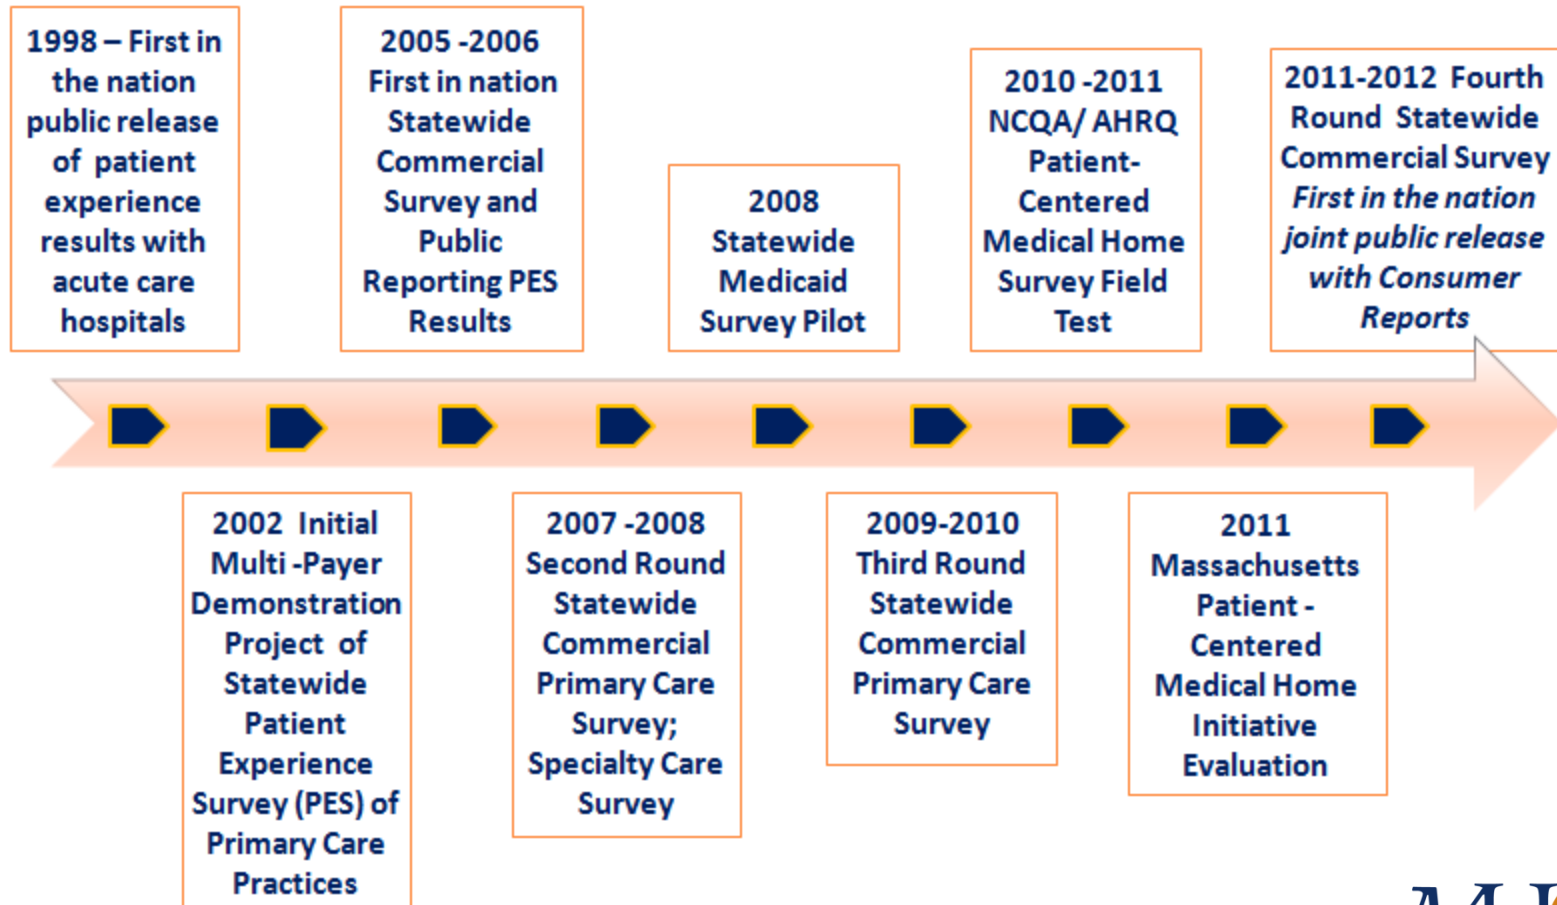 1998 – First in
the nation
public release
of patient
experience
results with
acute care
hospitals
2002 Initial
Multi -Payer
Demonstration
Project of
Statewide
Patient
Experience
Survey (PES) of
Primary Care
Practices
2005 -2006
First in nation
Statewide
Commercial
Survey and
Public
Reporting PES
Results
2007 -2008
Second Round
Statewide
Commercial
Primary Care
Survey;
Specialty Care
Survey
2008
Statewide
Medicaid
Survey Pilot
2009-2010
Third Round
Statewide
Commercial
Primary Care
Survey
2010 -2011
NCQA/ AHRQ
Patient-
Centered
Medical Home
Survey Field
Test
2011
Massachusetts
Patient -
Centered
Medical Home
Initiative
Evaluation
2011-2012 Fourth
Round Statewide
Commercial Survey
First in the nation
joint public release
with Consumer
Reports